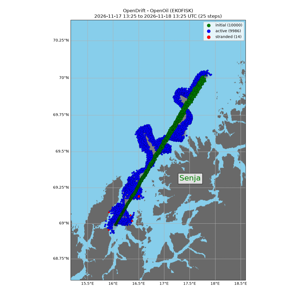 OpenDrift - OpenOil (EKOFISK)
2026-11-17 13:25 to 2026-11-18 13:25 (25 steps)
initial (10000)
active (9986)
stranded (14)
70.25°N
70°N
69.75°N
69.5°N
69.25°N
69°N
68.75°N
Senja
15.5°E
16°E
16.5°E
17°E
17.5°E
18°E
18.5°E